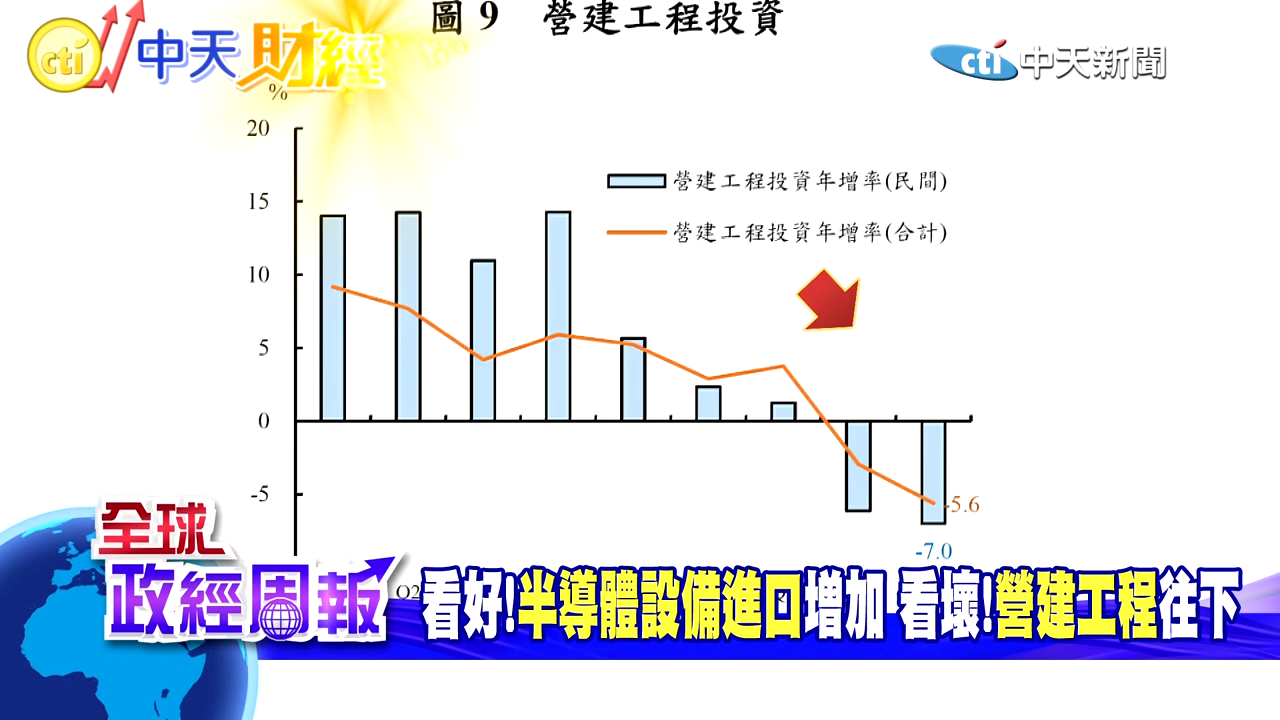 圖 9 營建工程投資
cti 中天財經
cti 中天新聞
%
20
15
10
5
0
-5
營建工程投資年增率(民間)
營建工程投資年增率(合計)
-5.6
-7.0
Q2
全球
政經周報
看好!半導體設備進口增加 看壞!營建工程往下